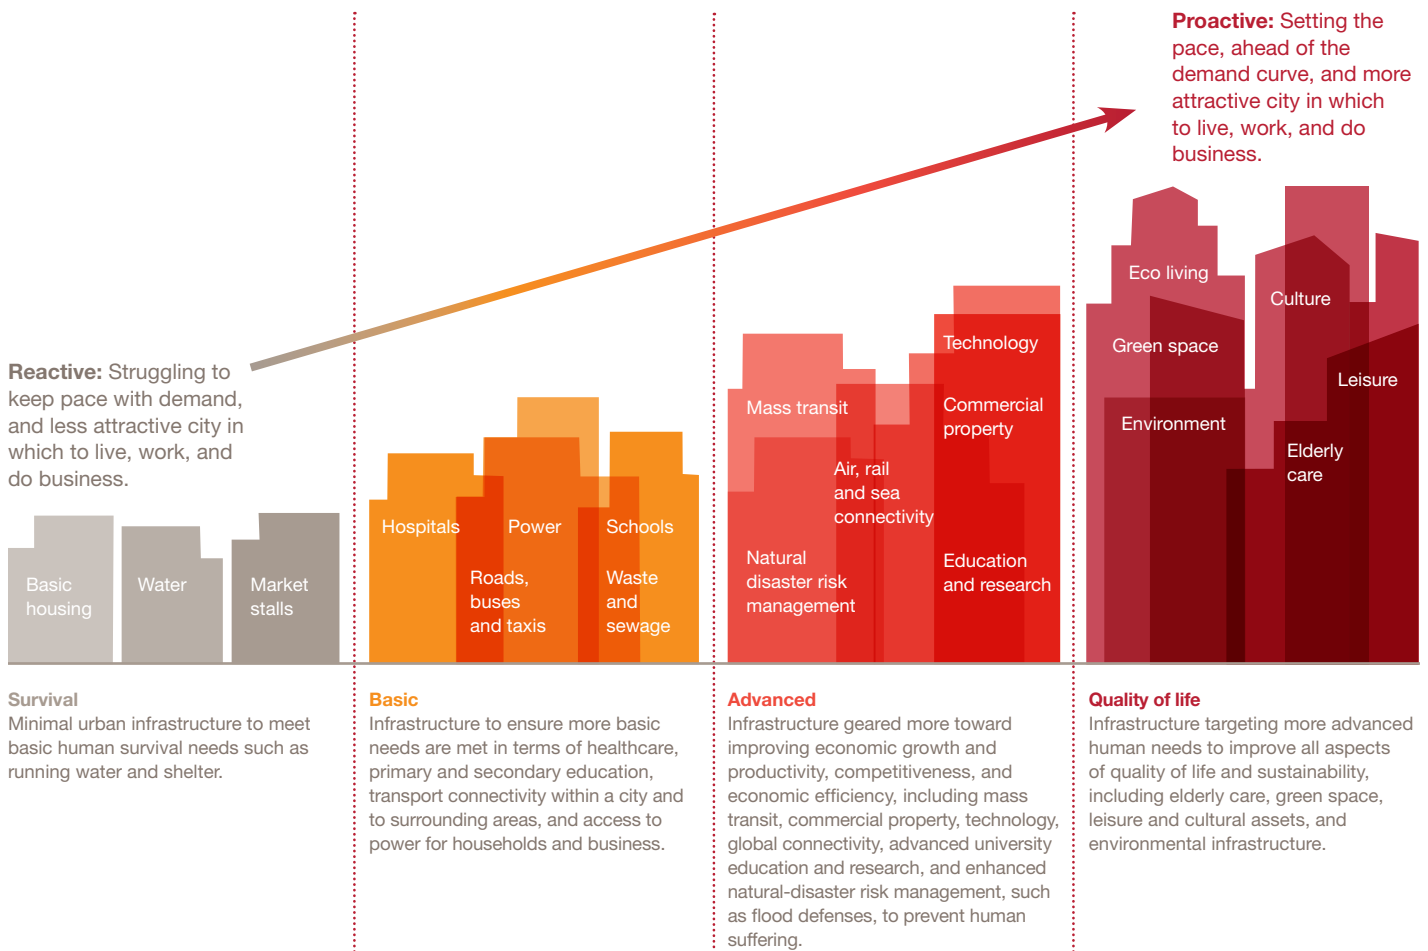 Proactive: Setting the
pace, ahead of the
demand curve, and more
attractive city in which
to live, work, and do
business.
Reactive: Struggling to
keep pace with demand,
and less attractive city in
which to live, work, and
do business.
Basic
housing
Water
Market
stalls
Hospitals
Power
Schools
Roads,
buses
and taxis
Waste
and
sewage
Mass transit
Technology
Commercial
property
Air, rail
and sea
connectivity
Natural
disaster risk
management
Education
and research
Eco living
Culture
Green space
Leisure
Environment
Elderly
care
Survival
Minimal urban infrastructure to meet
basic human survival needs such as
running water and shelter.
Basic
Infrastructure to ensure more basic
needs are met in terms of healthcare,
primary and secondary education,
transport connectivity within a city and
to surrounding areas, and access to
power for households and business.
Advanced
Infrastructure geared more toward
improving economic growth and
productivity, competitiveness, and
economic efficiency, including mass
transit, commercial property, technology,
global connectivity, advanced university
education and research, and enhanced
natural-disaster risk management, such
as flood defenses, to prevent human
suffering.
Quality of life
Infrastructure targeting more advanced
human needs to improve all aspects
of quality of life and sustainability,
including elderly care, green space,
leisure and cultural assets, and
environmental infrastructure.